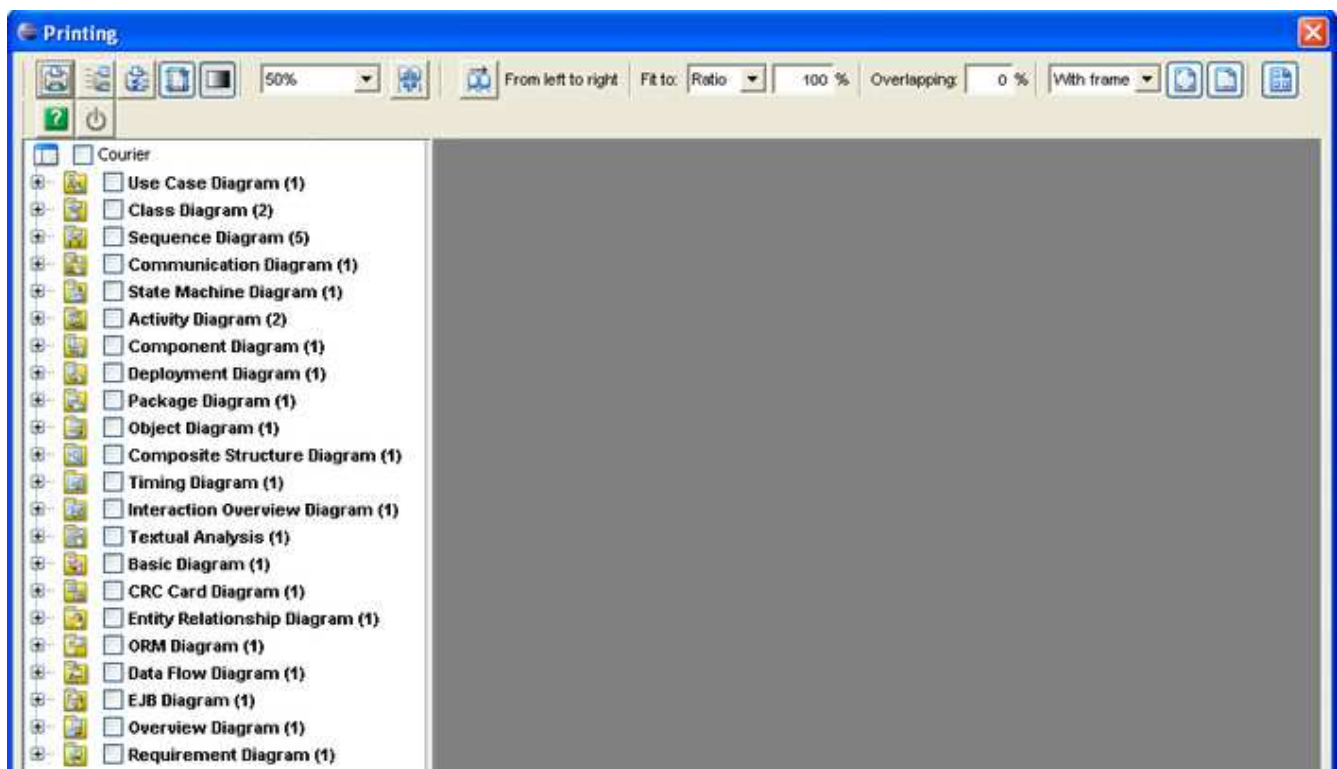 Printing
50% From left to right Fit to: Ratio 100 % Overlapping: 0 % With frame
?
Courier
Use Case Diagram (1)
Class Diagram (2)
Sequence Diagram (5)
Communication Diagram (1)
State Machine Diagram (1)
Activity Diagram (2)
Component Diagram (1)
Deployment Diagram (1)
Package Diagram (1)
Object Diagram (1)
Composite Structure Diagram (1)
Timing Diagram (1)
Interaction Overview Diagram (1)
Textual Analysis (1)
Basic Diagram (1)
CRC Card Diagram (1)
Entity Relationship Diagram (1)
ORM Diagram (1)
Data Flow Diagram (1)
EJB Diagram (1)
Overview Diagram (1)
Requirement Diagram (1)